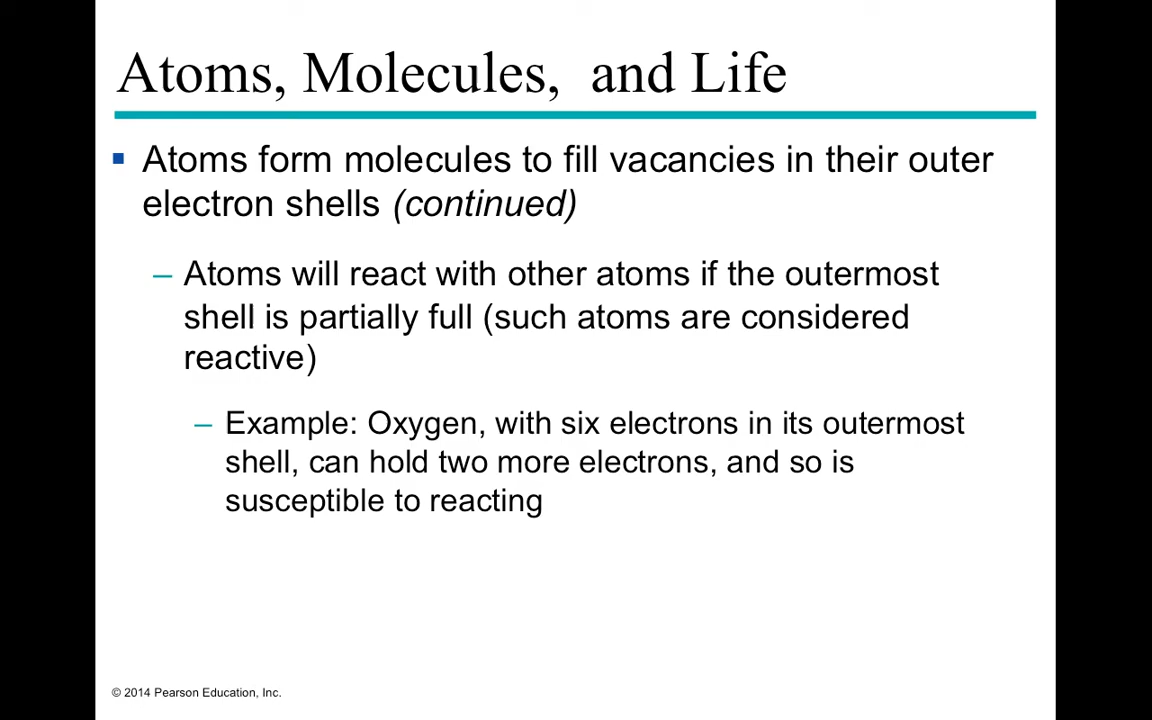 Atoms, Molecules,  and Life
▪ Atoms form molecules to fill vacancies in their outer
electron shells (continued)
– Atoms will react with other atoms if the outermost
shell is partially full (such atoms are considered
reactive)
– Example: Oxygen, with six electrons in its outermost
shell, can hold two more electrons, and so is
susceptible to reacting
© 2014 Pearson Education, Inc.